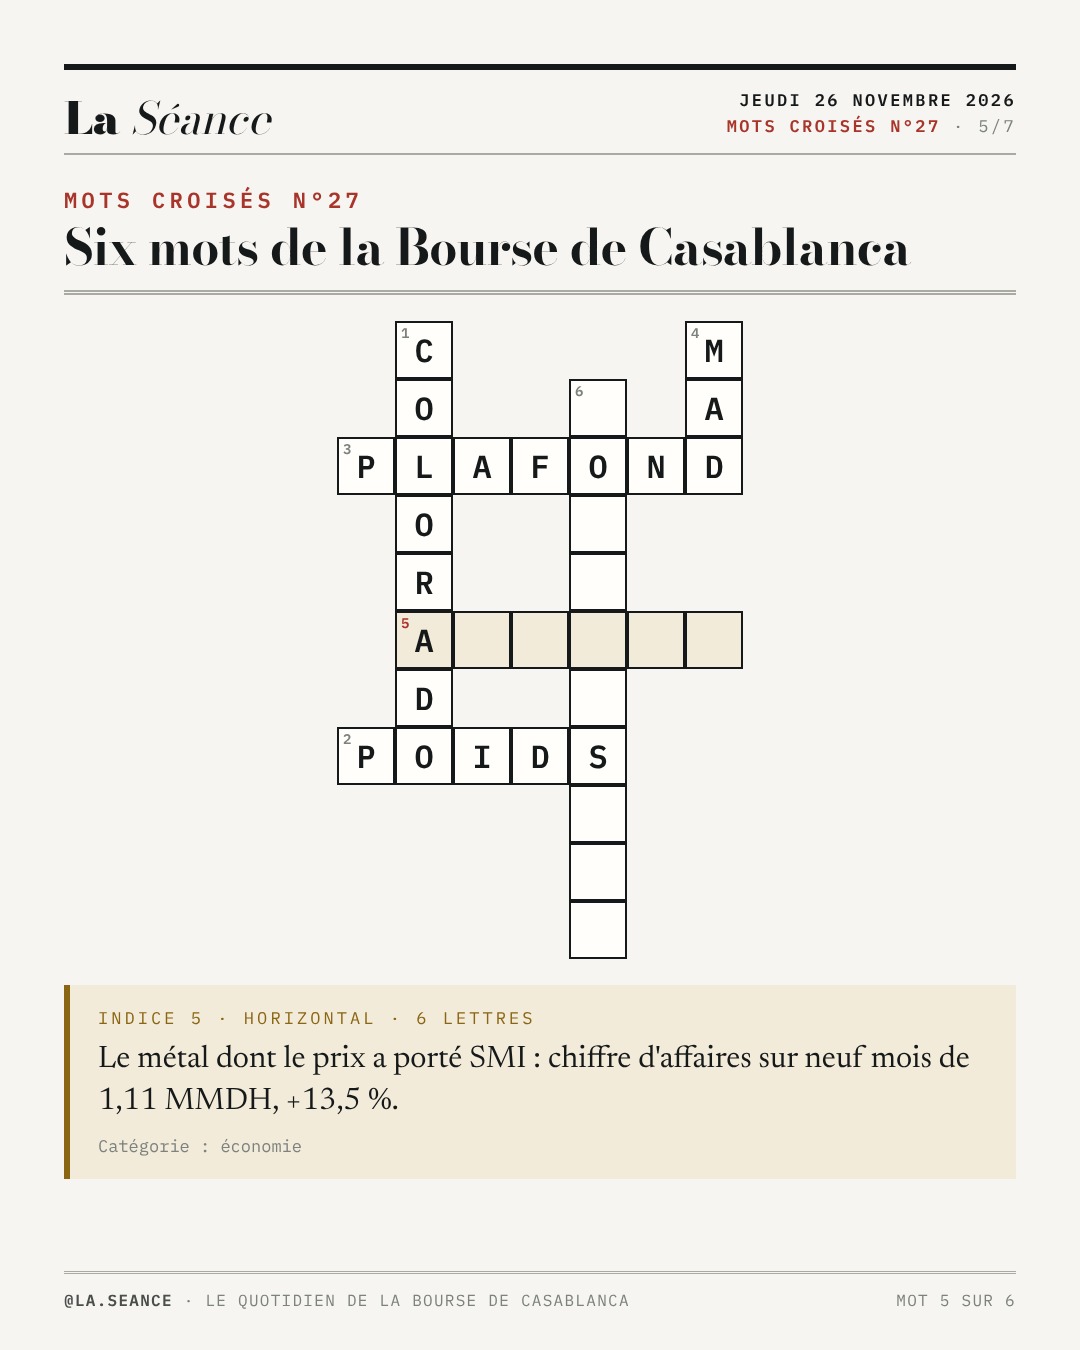 La Séance
JEUDI 26 NOVEMBRE 2026
MOTS CROISÉS N°27 · 5/7
MOTS CROISÉS N°27
Six mots de la Bourse de Casablanca
1 C 4 M
O 6 A
3 P L A F O N D
O
R
5 A
D
2 P O I D S
INDICE 5 · HORIZONTAL · 6 LETTRES
Le métal dont le prix a porté SMI : chiffre d'affaires sur neuf mois de
1,11 MMDH, +13,5 %.
Catégorie : économie
@LA.SEANCE · LE QUOTIDIEN DE LA BOURSE DE CASABLANCA
MOT 5 SUR 6